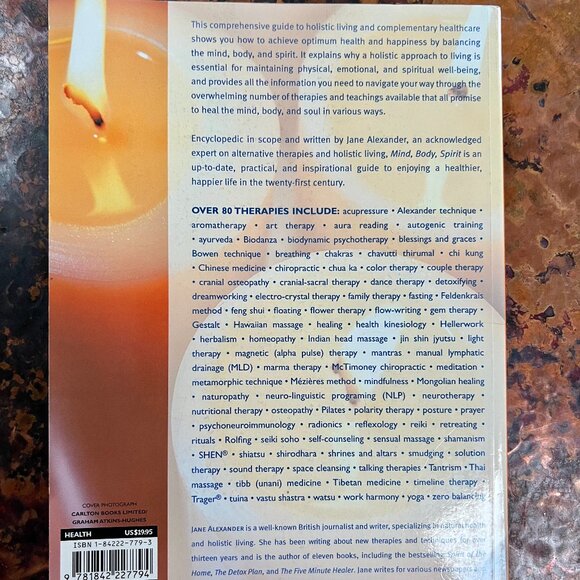 This comprehensive guide to holistic living and complementary healthcare
shows you how to achieve optimum health and happiness by balancing
the mind, body, and spirit. It explains why a holistic approach to living is
essential for maintaining physical, emotional, and spiritual well-being,
and provides all the information you need to navigate your way through the
overwhelming number of therapies and teachings available that all promise
to heal the mind, body, and soul in various ways.
Encyclopedic in scope and written by Jane Alexander, an acknowledged
expert on alternative therapies and holistic living, Mind, Body, Spirit is an
up-to-date, practical, and inspirational guide to enjoying a healthier,
happier life in the twenty-first century.
OVER 80 THERAPIES INCLUDE: acupressure • Alexander technique •
aromatherapy • art therapy • aura reading • autogenic training
• ayurveda • Biodanza • biodynamic psychotherapy • blessings and graces •
Bowen technique • breathing • chakras • chavutti thirumal • chi kung
• Chinese medicine • chiropractic • chua ka • color therapy • couple therapy
• cranial osteopathy • cranial-sacral therapy • dance therapy • detoxifying •
dreamworking • electro-crystal therapy • family therapy • fasting • Feldenkrais
method • feng shui • floating • flower therapy • flow-writing • gem therapy •
Gestalt • Hawaiian massage • healing • health kinesiology • Hellerwork
• herbalism • homeopathy • Indian head massage • jin shin jyutsu • light
therapy • magnetic (alpha pulse) therapy • mantras • manual lymphatic
drainage (MLD) • marma therapy • McTimoney chiropractic • meditation •
metamorphic technique • Mézières method • mindfulness • Mongolian healing
• naturopathy • neuro-linguistic programing (NLP) • neurotherapy •
nutritional therapy • osteopathy • Pilates • polarity therapy • posture • prayer
• psychoneuroimmunology • radionics • reflexology • reiki • retreating •
rituals • Rolfing • seiki soho • self-counseling • sensual massage • shamanism
• SHEN® • shiatsu • shirodhara • shrines and altars • smudging • solution
therapy • sound therapy • space cleansing • talking therapies • Tantrism • Thai
massage • tibb (unani) medicine • Tibetan medicine • timeline therapy •
Trager® • tuina • vastu shastra • watsu • work harmony • yoga • zero balancing
JANE ALEXANDER is a well-known British journalist and writer, specializing in natural health
and holistic living. She has been writing about new therapies and techniques for over
thirteen years and is the author of eleven books, including the bestselling Spirit of the
Home, The Detox Plan, and The Five Minute Healer. Jane writes for various newspapers and
COVER PHOTOGRAPH
CARLTON BOOKS LIMITED/
GRAHAM ATKINS-HUGHES
HEALTH US$19.95
ISBN 1-84222-779-3
9 781842 227794